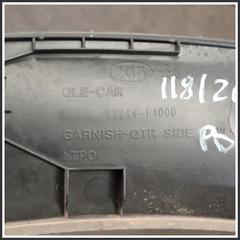 KIA
118/2
QLE-CAR
87744-F1000
GARNISH-QTR SIDE
>TPO<